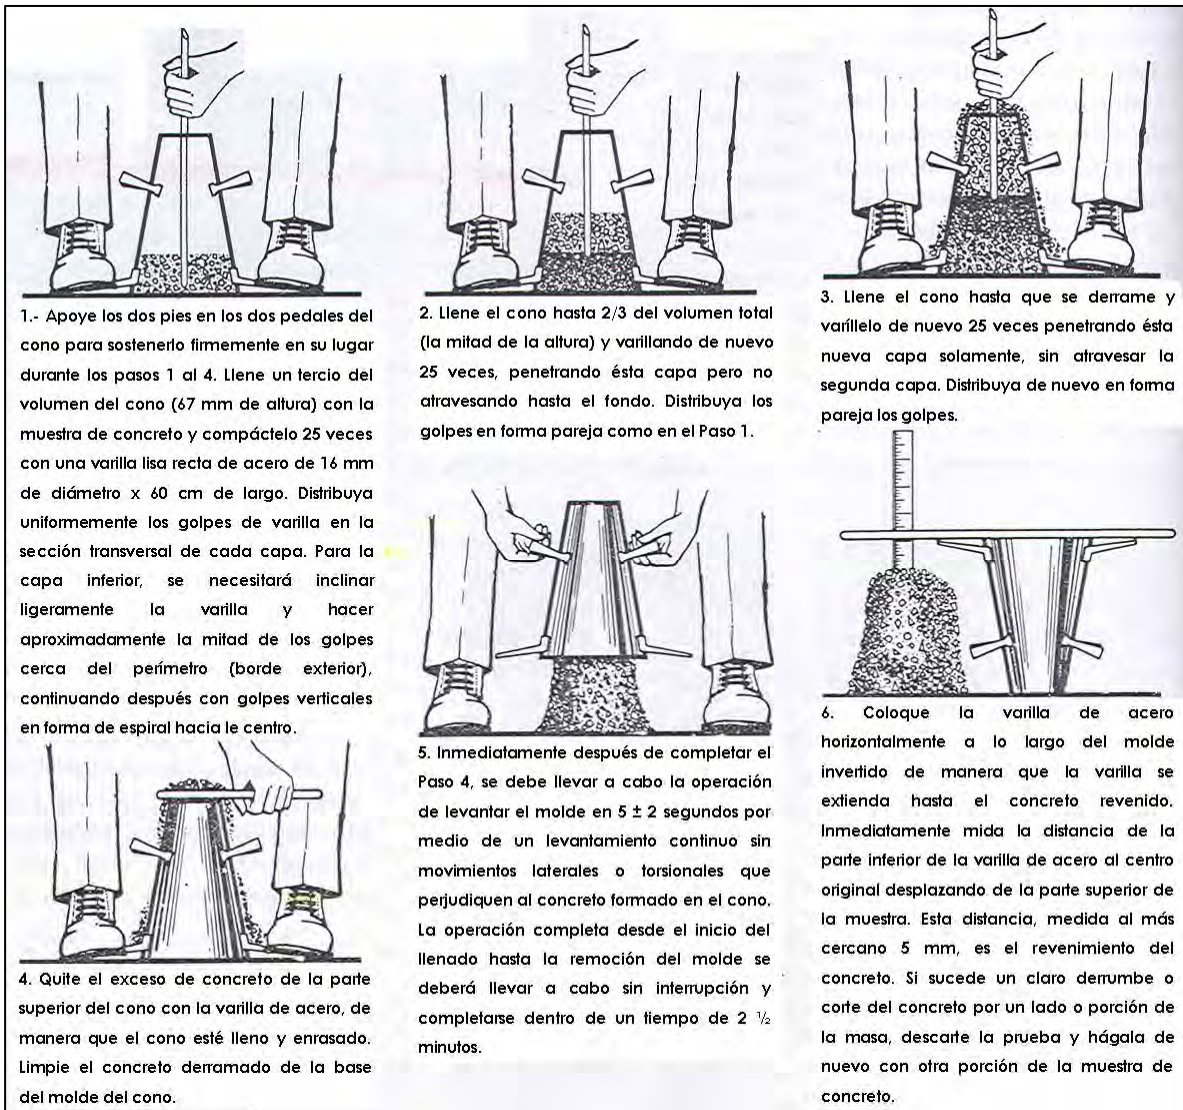 1.- Apoye los dos pies en los dos pedales del
cono para sostenerlo firmemente en su lugar
durante los pasos 1 al 4. Llene un tercio del
volumen del cono (67 mm de altura) con la
muestra de concreto y compáctelo 25 veces
con una varilla lisa recta de acero de 16 mm
de diámetro x 60 cm de largo. Distribuya
uniformemente los golpes de varilla en la
sección transversal de cada capa. Para la
capa inferior, se necesitará inclinar
ligeramente la varilla y hacer
aproximadamente la mitad de los golpes
cerca del perímetro (borde exterior),
continuando después con golpes verticales
en forma de espiral hacia le centro.
2. Llene el cono hasta 2/3 del volumen total
(la mitad de la altura) y varillando de nuevo
25 veces, penetrando ésta capa pero no
atravesando hasta el fondo. Distribuya los
golpes en forma pareja como en el Paso 1.
3. Llene el cono hasta que se derrame y
varíllelo de nuevo 25 veces penetrando ésta
nueva capa solamente, sin atravesar la
segunda capa. Distribuya de nuevo en forma
pareja los golpes.
4. Quite el exceso de concreto de la parte
superior del cono con la varilla de acero, de
manera que el cono esté lleno y enrasado.
Limpie el concreto derramado de la base
del molde del cono.
5. Inmediatamente después de completar el
Paso 4, se debe llevar a cabo la operación
de levantar el molde en 5 ± 2 segundos por
medio de un levantamiento continuo sin
movimientos laterales o torsionales que
perjudiquen al concreto formado en el cono.
La operación completa desde el inicio del
llenado hasta la remoción del molde se
deberá llevar a cabo sin interrupción y
completarse dentro de un tiempo de 2 ½
minutos.
6. Coloque la varilla de acero
horizontalmente a lo largo del molde
invertido de manera que la varilla se
extienda hasta el concreto revenido.
Inmediatamente mida la distancia de la
parte inferior de la varilla de acero al centro
original desplazando de la parte superior de
la muestra. Esta distancia, medida al más
cercano 5 mm, es el revenimiento del
concreto. Si sucede un claro derrumbe o
corte del concreto por un lado o porción de
la masa, descarte la prueba y hágala de
nuevo con otra porción de la muestra de
concreto.